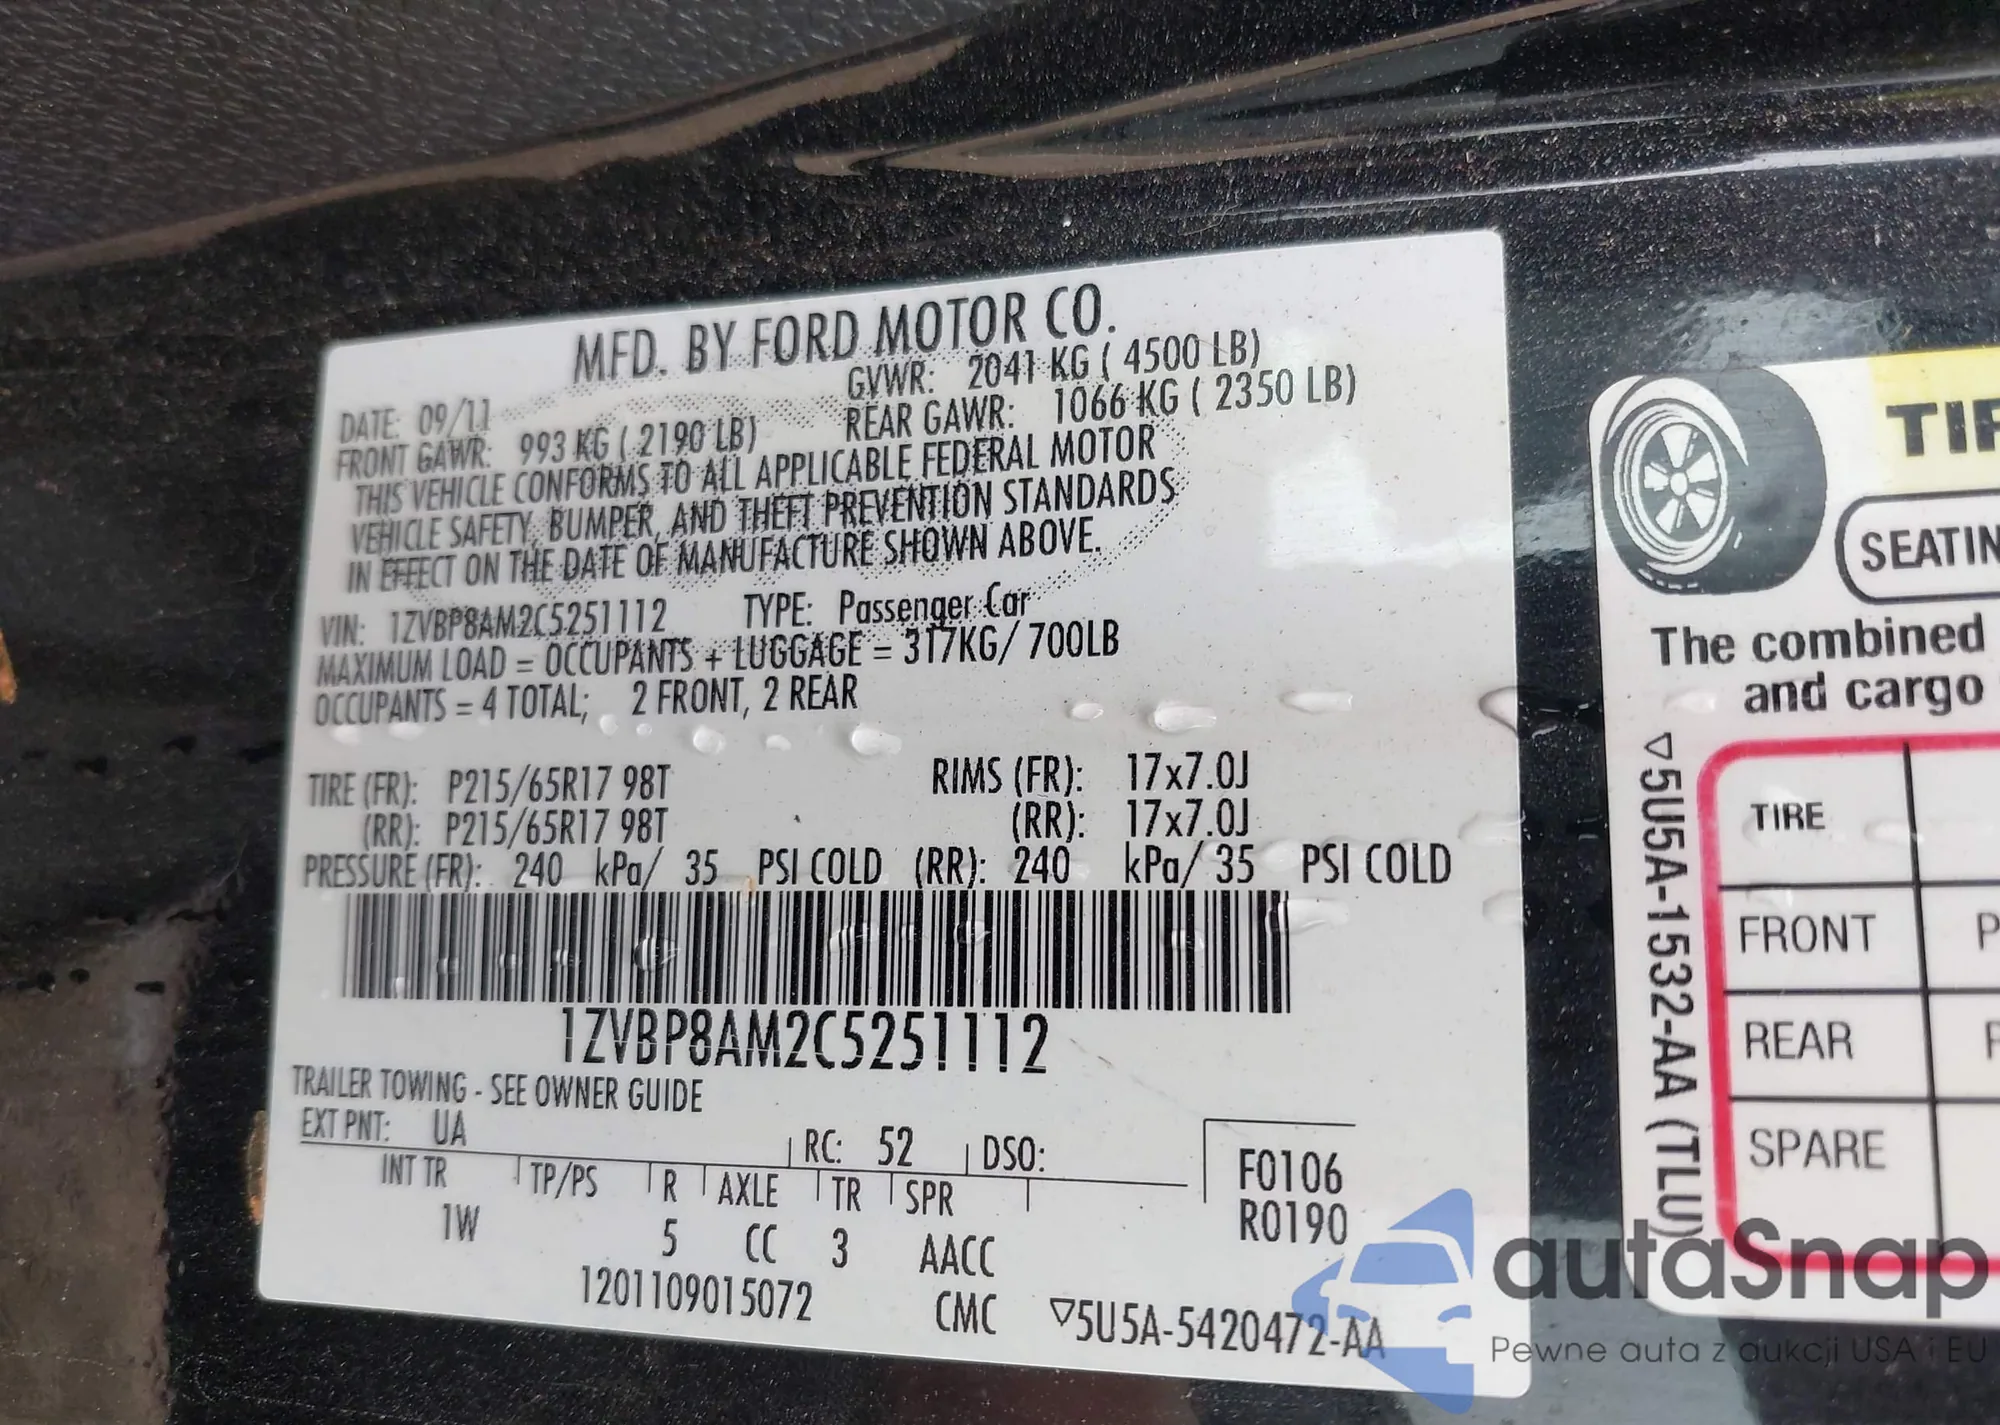 MFD. BY FORD MOTOR CO.
DATE: 09/11 GVWR: 2041 KG ( 4500 LB)
FRONT GAWR: 993 KG ( 2190 LB) REAR GAWR: 1066 KG ( 2350 LB)
THIS VEHICLE CONFORMS TO ALL APPLICABLE FEDERAL MOTOR
VEHICLE SAFETY, BUMPER, AND THEFT PREVENTION STANDARDS
IN EFFECT ON THE DATE OF MANUFACTURE SHOWN ABOVE.
VIN: 1ZVBP8AM2C5251112 TYPE: Passenger Car
MAXIMUM LOAD = OCCUPANTS + LUGGAGE = 317KG/ 700LB
OCCUPANTS = 4 TOTAL; 2 FRONT, 2 REAR
TIRE (FR): P215/65R17 98T RIMS (FR): 17x7.0J
(RR): P215/65R17 98T (RR): 17x7.0J
PRESSURE (FR): 240 kPa/ 35 PSI COLD (RR): 240 kPa/ 35 PSI COLD
1ZVBP8AM2C5251112
TRAILER TOWING - SEE OWNER GUIDE
EXT PNT: UA RC: 52 DSO:
INT TR TP/PS R AXLE TR SPR
1W 5 CC 3 AACC
F0106
R0190
1201109015072 CMC ▽5U5A-5420472-AA
SEATIN
The combined
and cargo
▽5U5A-1532-AA (TLU)
TIRE
FRONT P
REAR
SPARE
autoSnap
Pewne auta z aukcji USA i EU